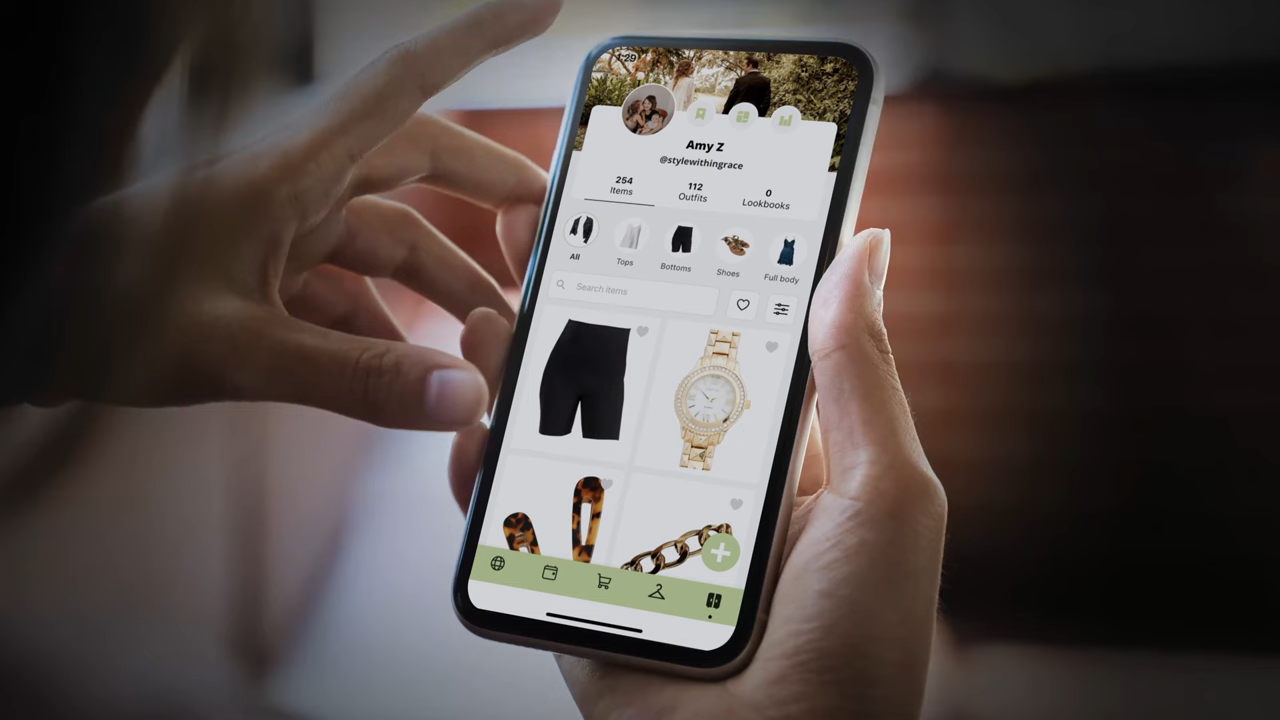 1:29
Amy Z
@stylewithingrace
254 112 0
Items Outfits Lookbooks
All Tops Bottoms Shoes Full body
Search items